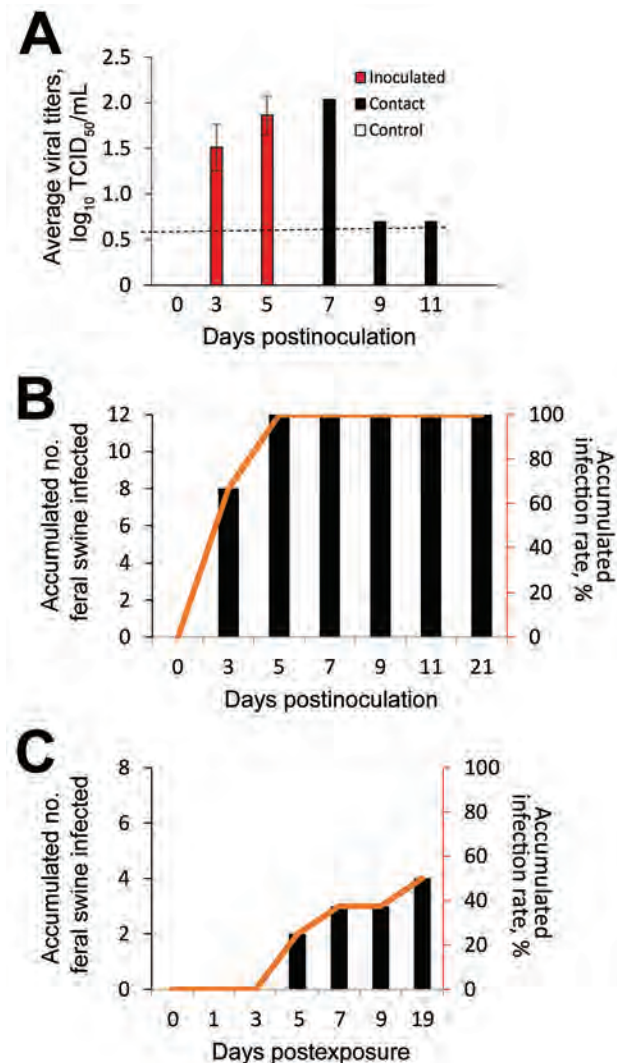 A
Average viral titers,
log10 TCID50/mL
2.5
2.0
1.5
1.0
0.5
0
Inoculated
Contact
Control
0 3 5 7 9 11
Days postinoculation
B
Accumulated no.
feral swine infected
12
10
8
6
4
2
0
100
80
60
40
20
0
Accumulated
infection rate, %
0 3 5 7 9 11 21
Days postinoculation
C
Accumulated no.
feral swine infected
8
6
4
2
0
100
80
60
40
20
0
Accumulated
infection rate, %
0 1 3 5 7 9 19
Days postexposure